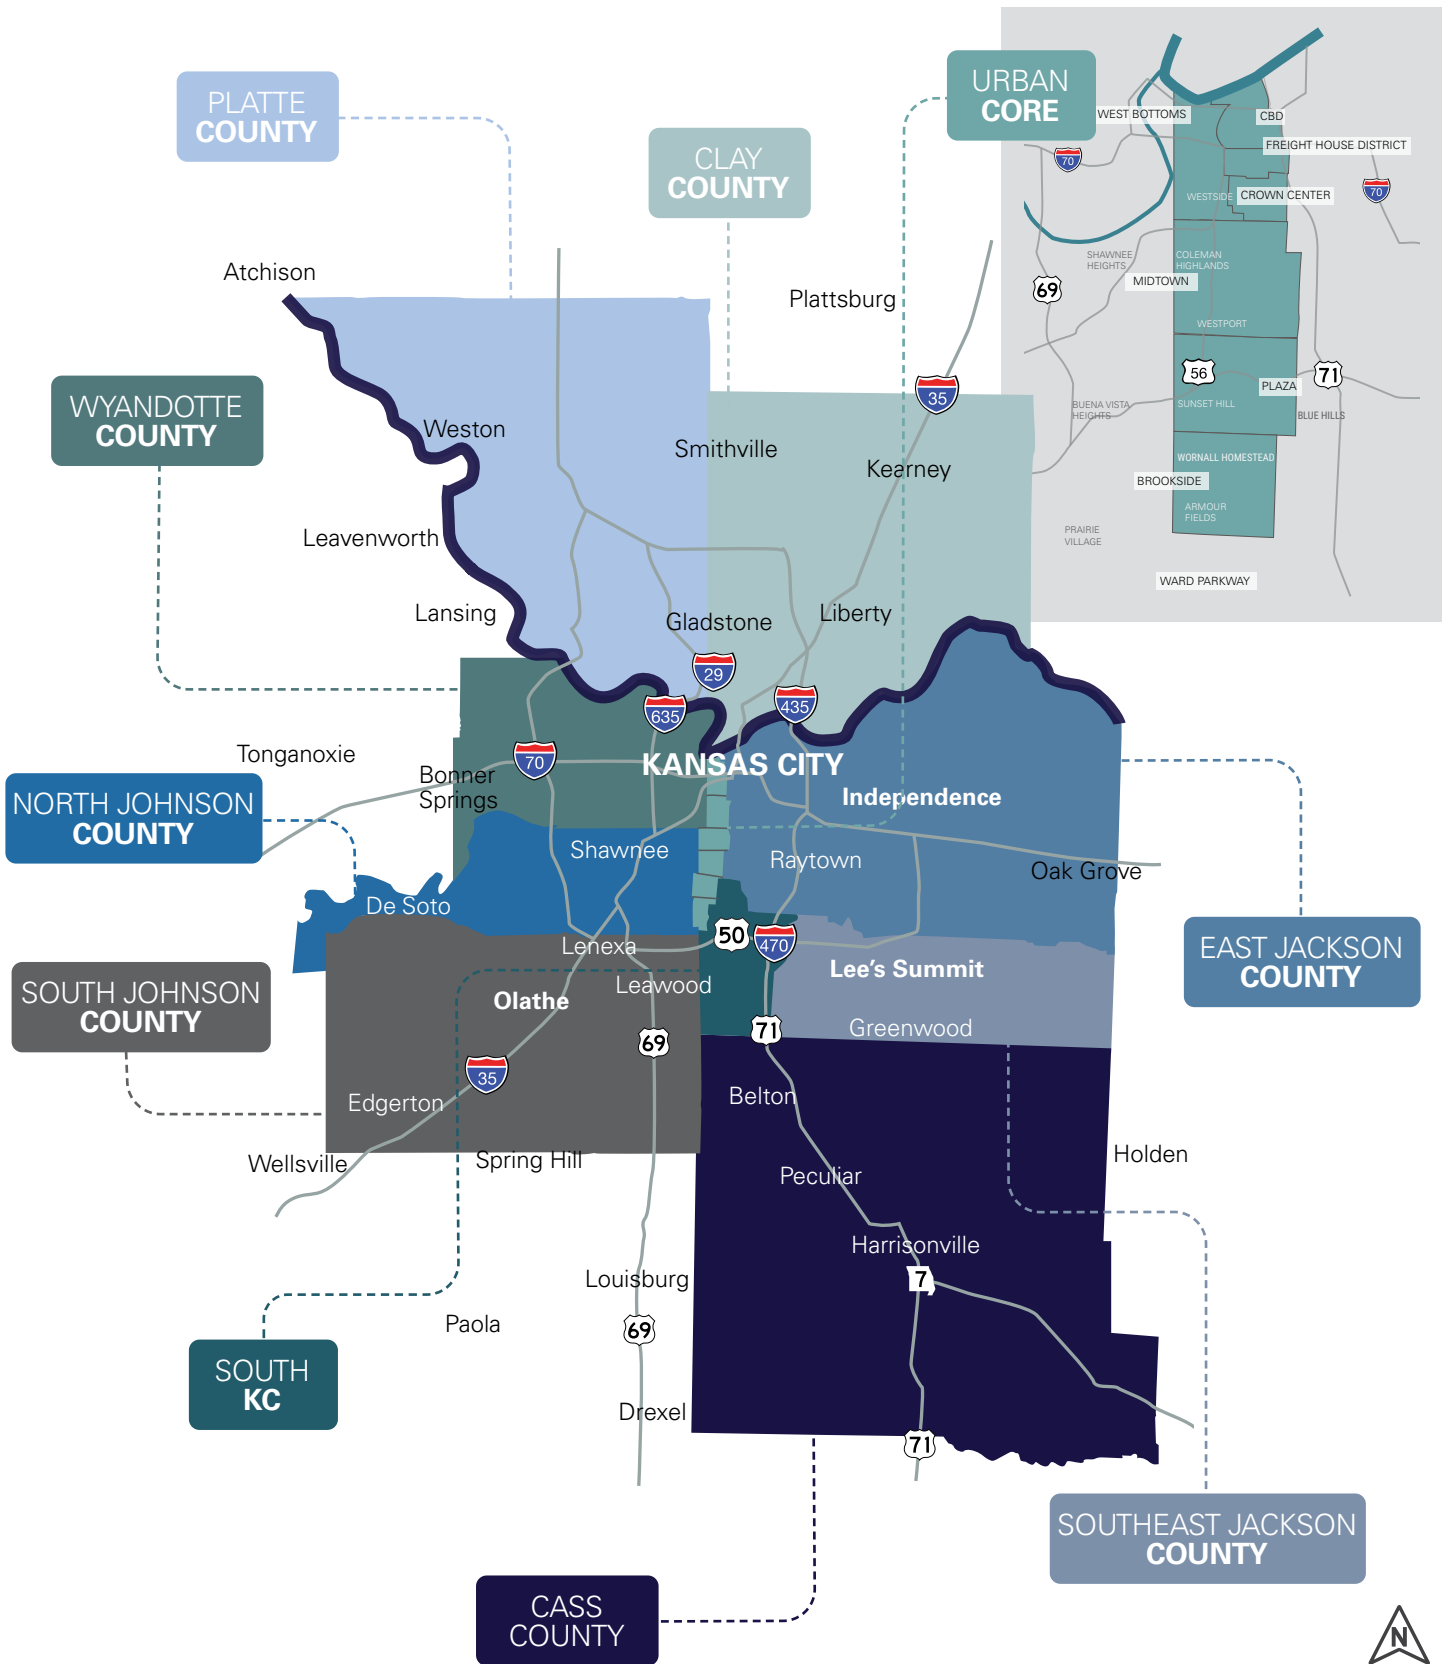 PLATTE
COUNTY
CLAY
COUNTY
URBAN
CORE
WEST BOTTOMS
CBD
FREIGHT HOUSE DISTRICT
70
70
WESTSIDE
CROWN CENTER
SHAWNEE
HEIGHTS
COLEMAN
HIGHLANDS
MIDTOWN
69
WESTPORT
56
71
PLAZA
BUENA VISTA
HEIGHTS
SUNSET HILL
BLUE HILLS
WORNALL HOMESTEAD
BROOKSIDE
ARMOUR
FIELDS
PRAIRIE
VILLAGE
WARD PARKWAY
Atchison
Plattsburg
WYANDOTTE
COUNTY
35
Weston
Smithville
Kearney
Leavenworth
Lansing
Gladstone
Liberty
29
635
435
Tonganoxie
70
KANSAS CITY
Bonner
Springs
Independence
NORTH JOHNSON
COUNTY
Shawnee
Raytown
Oak Grove
De Soto
50
470
Lenexa
EAST JACKSON
COUNTY
SOUTH JOHNSON
COUNTY
Olathe
Leawood
Lee's Summit
Greenwood
69
71
35
Edgerton
Belton
Wellsville
Spring Hill
Holden
Peculiar
Harrisonville
Louisburg
7
Paola
69
SOUTH
KC
Drexel
71
SOUTHEAST JACKSON
COUNTY
CASS
COUNTY
N